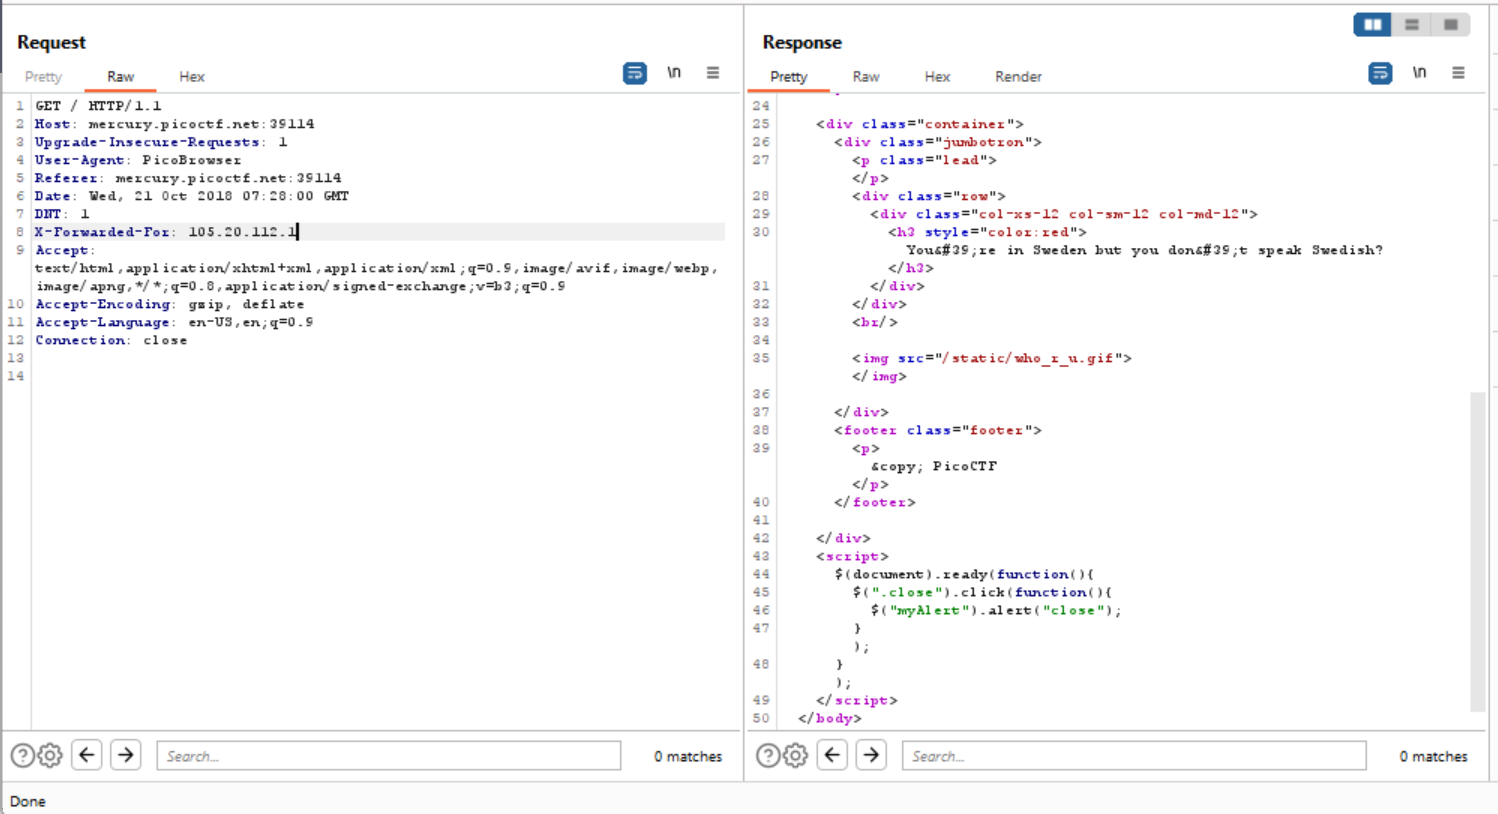 Request
Pretty Raw Hex
\n
1 GET / HTTP/1.1
2 Host: mercury.picoctf.net:39114
3 Upgrade-Insecure-Requests: 1
4 User-Agent: PicoBrowser
5 Referer: mercury.picoctf.net:39114
6 Date: Wed, 21 Oct 2018 07:28:00 GMT
7 DNT: 1
8 X-Forwarded-For: 105.20.112.1
9 Accept:
text/html,application/xhtml+xml,application/xml;q=0.9,image/avif,image/webp,
image/apng,*/*;q=0.8,application/signed-exchange;v=b3;q=0.9
10 Accept-Encoding: gzip, deflate
11 Accept-Language: en-US,en;q=0.9
12 Connection: close
13
14
Search...
0 matches
Response
Pretty Raw Hex Render
\n
24
25 <div class="container">
26 <div class="jumbotron">
27 <p class="lead">
</p>
28 <div class="row">
29 <div class="col-xs-12 col-sm-12 col-md-12">
30 <h3 style="color:red">
You&#39;re in Sweden but you don&#39;t speak Swedish?
</h3>
31 </div>
32 </div>
33 <br/>
34
35 <img src="/static/who_r_u.gif">
</img>
36
37 </div>
38 <footer class="footer">
39 <p>
&copy; PicoCTF
</p>
40 </footer>
41
42 </div>
43 <script>
44 $(document).ready(function(){
45 $(".close").click(function(){
46 $("myAlert").alert("close");
47 }
);
48 }
);
49 </script>
50 </body>
Search...
0 matches
Done